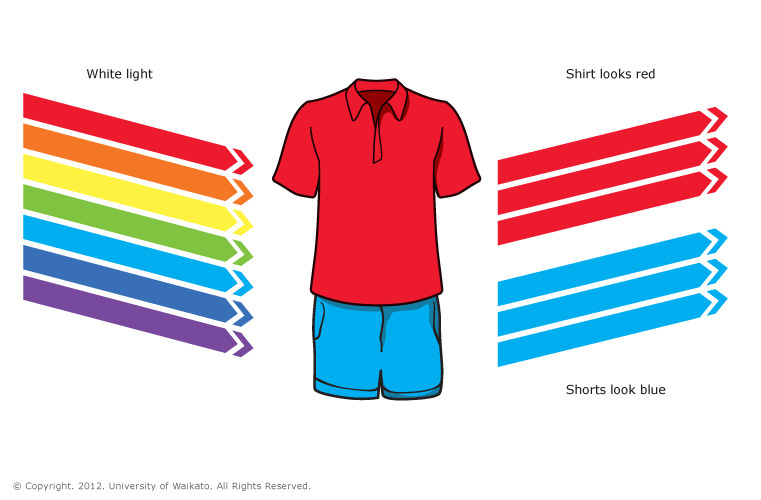 White light
Shirt looks red
Shorts look blue
© Copyright. 2012. University of Waikato. All Rights Reserved.